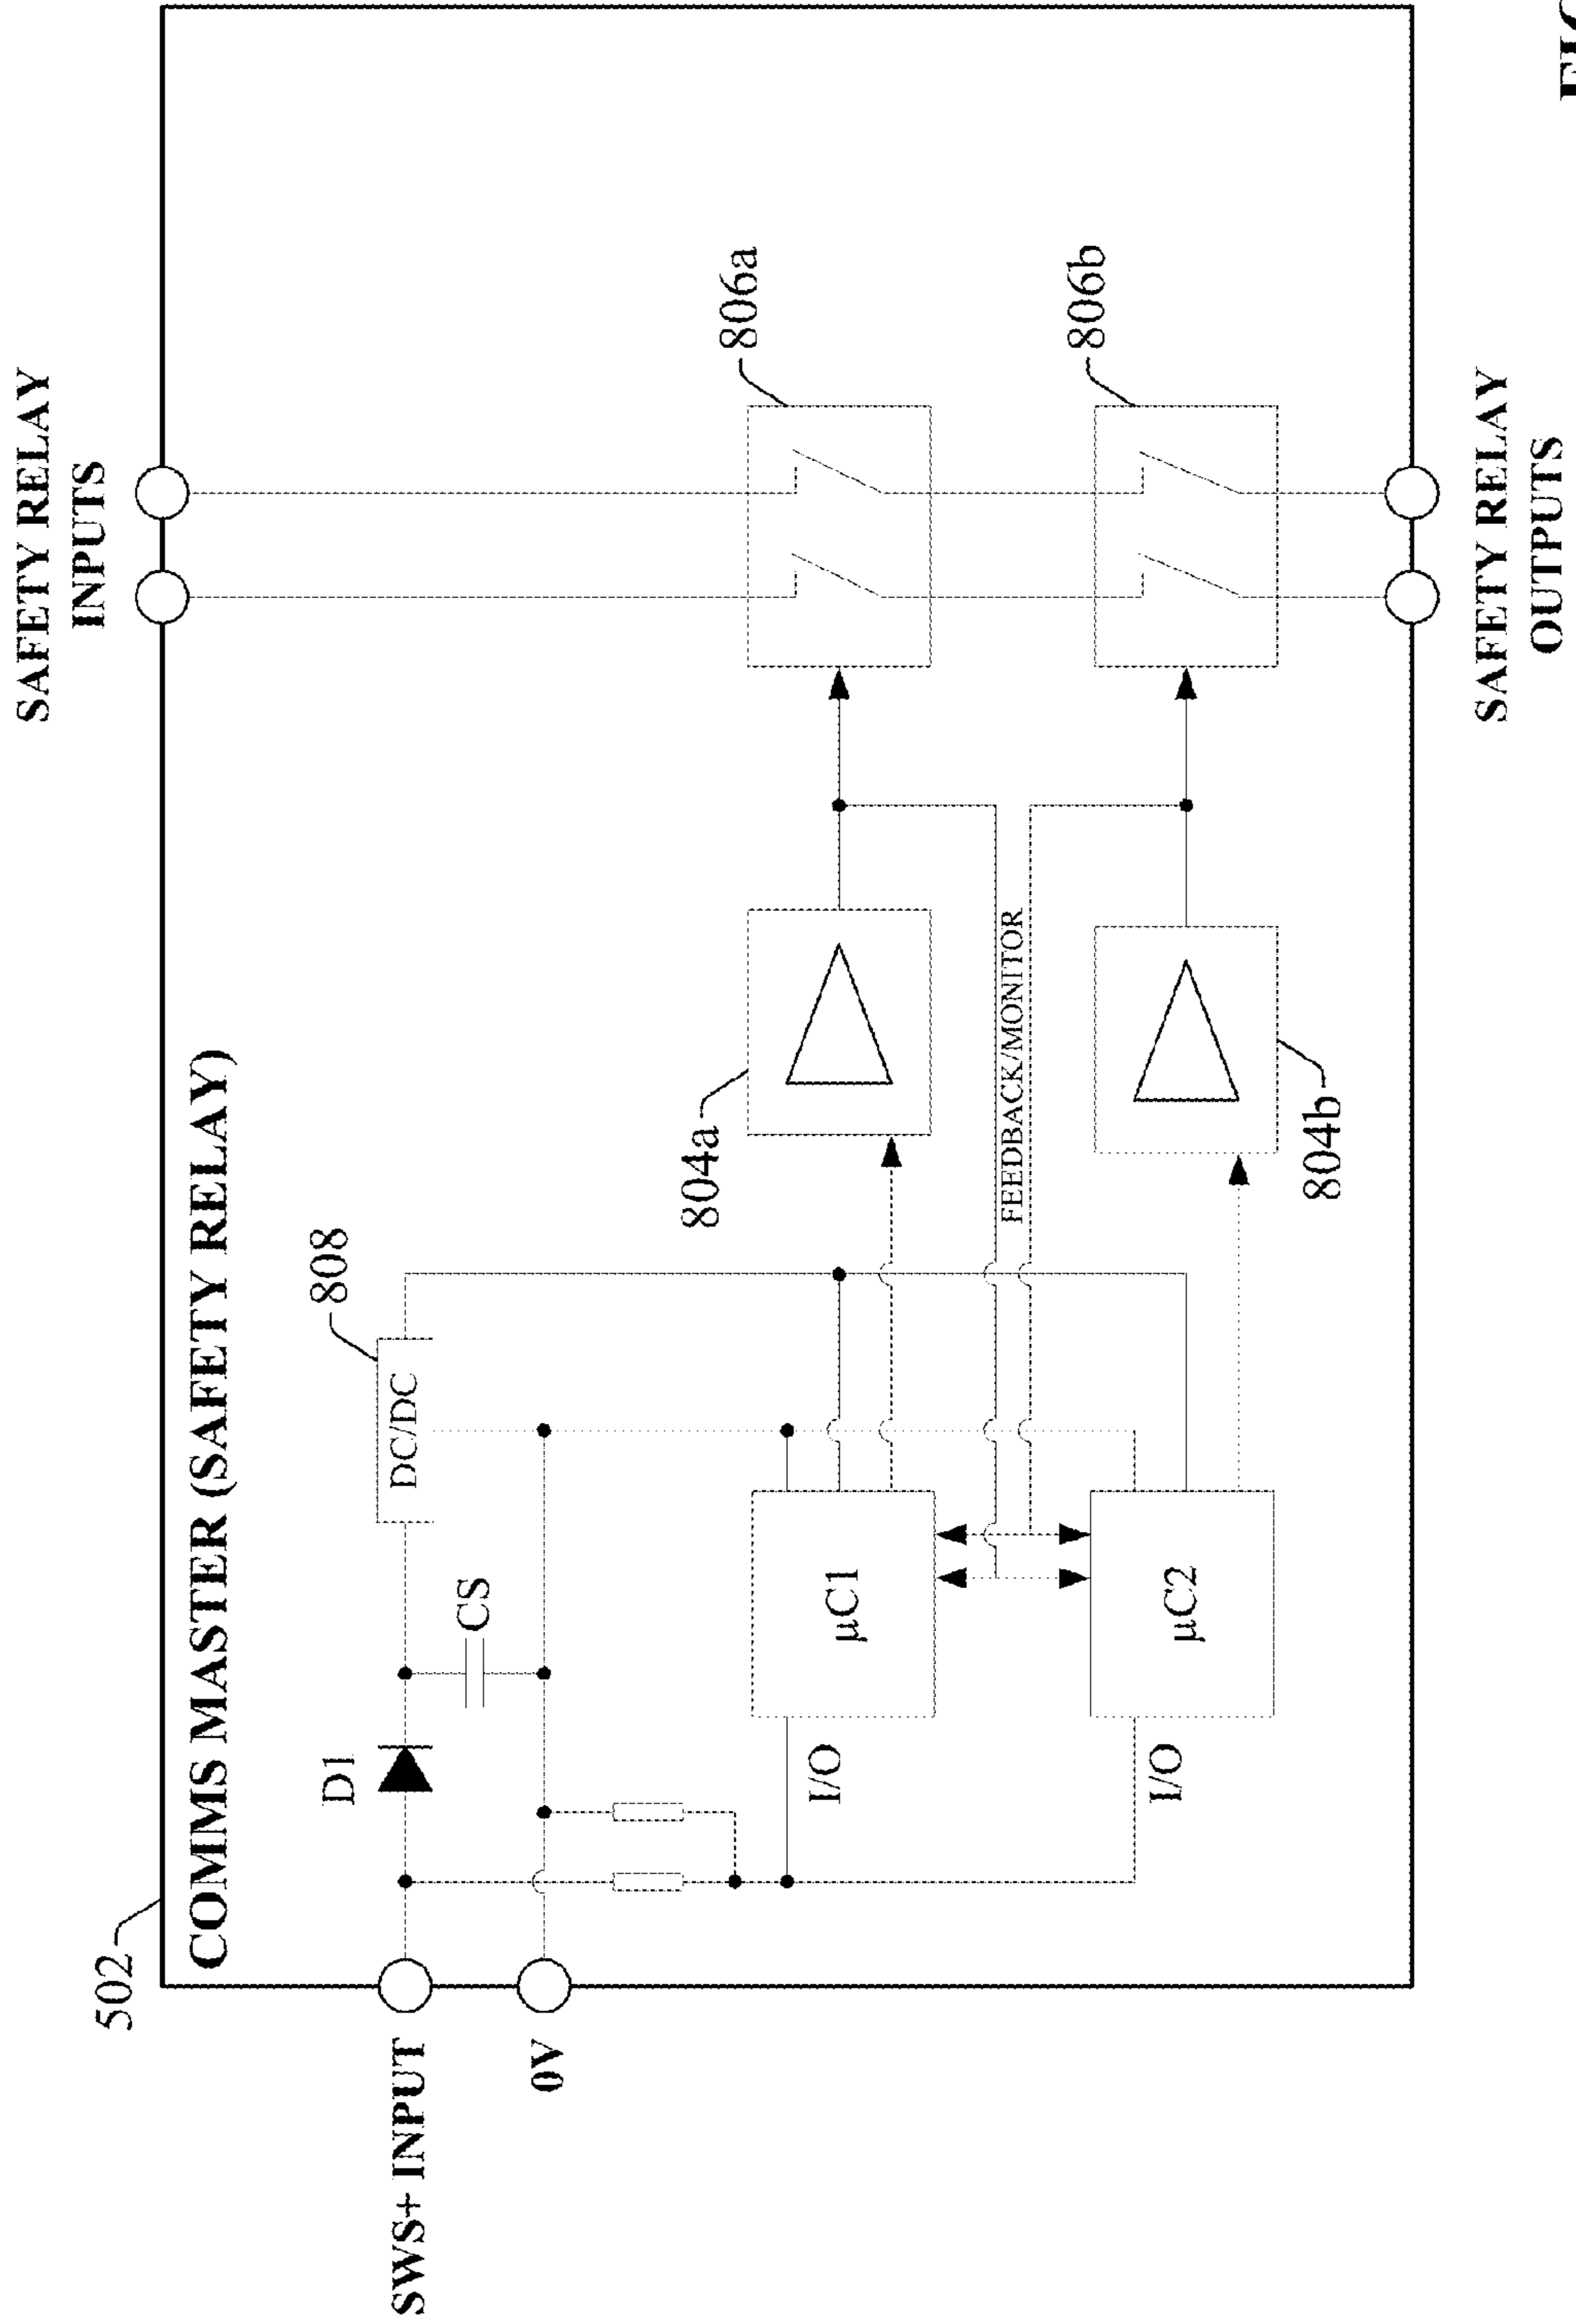 SAFETY RELAY
INPUTS
502
COMMS MASTER (SAFETY RELAY)
SWS+ INPUT
0V
D1
CS
808
DC/DC
I/O
µC1
I/O
µC2
804a
FEEDBACK/MONITOR
804b
806a
806b
SAFETY RELAY
OUTPUTS